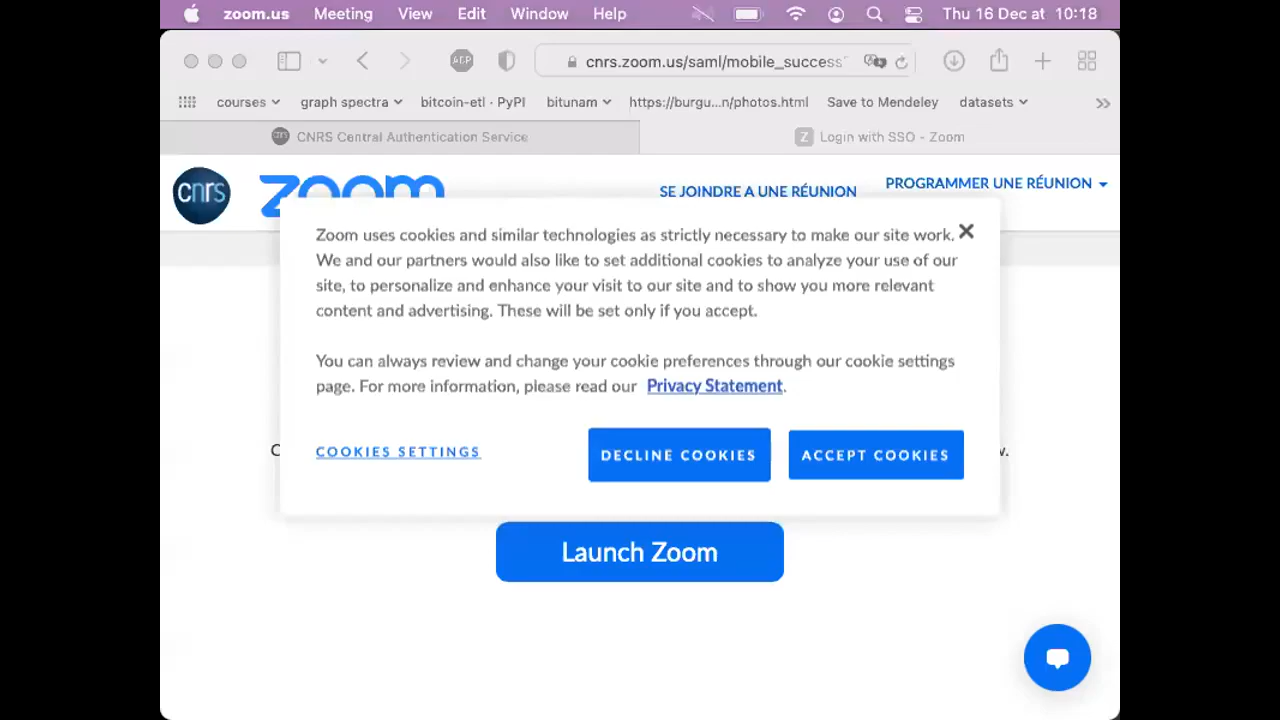 zoom.us Meeting View Edit Window Help Thu 16 Dec at 10:18
ABP cnrs.zoom.us/saml/mobile_success
courses graph spectra bitcoin-etl · PyPI bitunam https://burgu...n/photos.html Save to Mendeley datasets
cnrs CNRS Central Authentication Service Z Login with SSO - Zoom
cnrs zoom SE JOINDRE A UNE RÉUNION PROGRAMMER UNE RÉUNION
Zoom uses cookies and similar technologies as strictly necessary to make our site work.
We and our partners would also like to set additional cookies to analyze your use of our
site, to personalize and enhance your visit to our site and to show you more relevant
content and advertising. These will be set only if you accept.
You can always review and change your cookie preferences through our cookie settings
page. For more information, please read our Privacy Statement.
COOKIES SETTINGS DECLINE COOKIES ACCEPT COOKIES
Launch Zoom